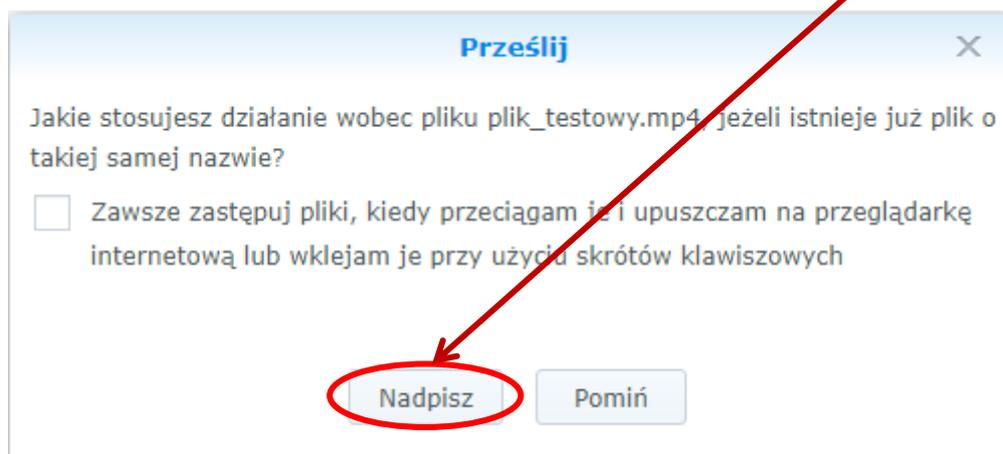 Prześlij
Jakie stosujesz działanie wobec pliku plik_testowy.mp4, jeżeli istnieje już plik o
takiej samej nazwie?
Zawsze zastępuj pliki, kiedy przeciągam je i upuszczam na przeglądarkę
internetową lub wklejam je przy użyciu skrótów klawiszowych
Nadpisz Pomiń